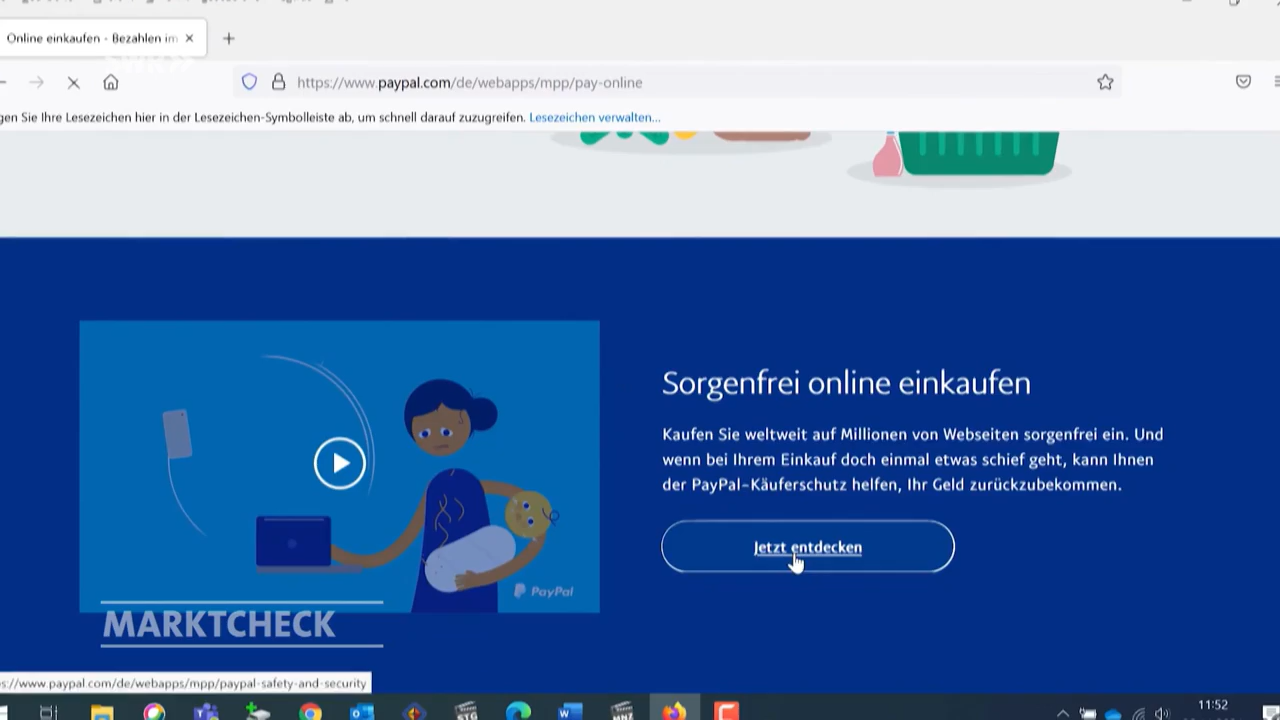 Online einkaufen - Bezahlen im
SWR»
https://www.paypal.com/de/webapps/mpp/pay-online
gen Sie Ihre Lesezeichen hier in der Lesezeichen-Symbolleiste ab, um schnell darauf zuzugreifen. Lesezeichen verwalten...
Sorgenfrei online einkaufen
Kaufen Sie weltweit auf Millionen von Webseiten sorgenfrei ein. Und
wenn bei Ihrem Einkauf doch einmal etwas schief geht, kann Ihnen
der PayPal-Käuferschutz helfen, Ihr Geld zurückzubekommen.
Jetzt entdecken
PayPal
MARKTCHECK
s://www.paypal.com/de/webapps/mpp/paypal-safety-and-security
STG
MNZ
11:52